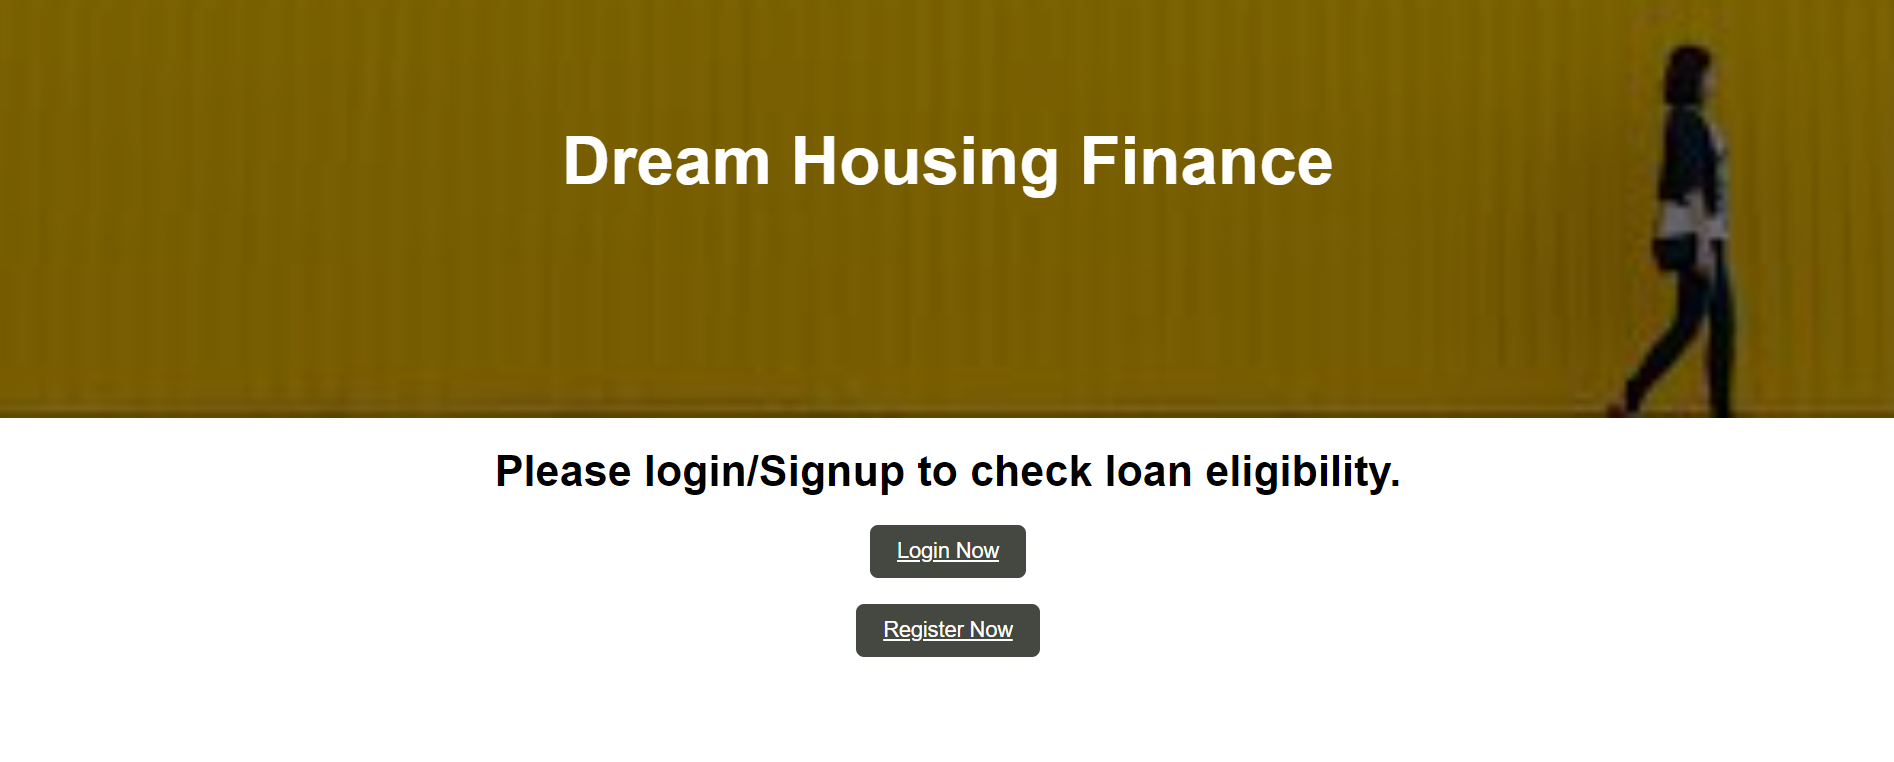 Dream Housing Finance
Please login/Signup to check loan eligibility.
Login Now
Register Now